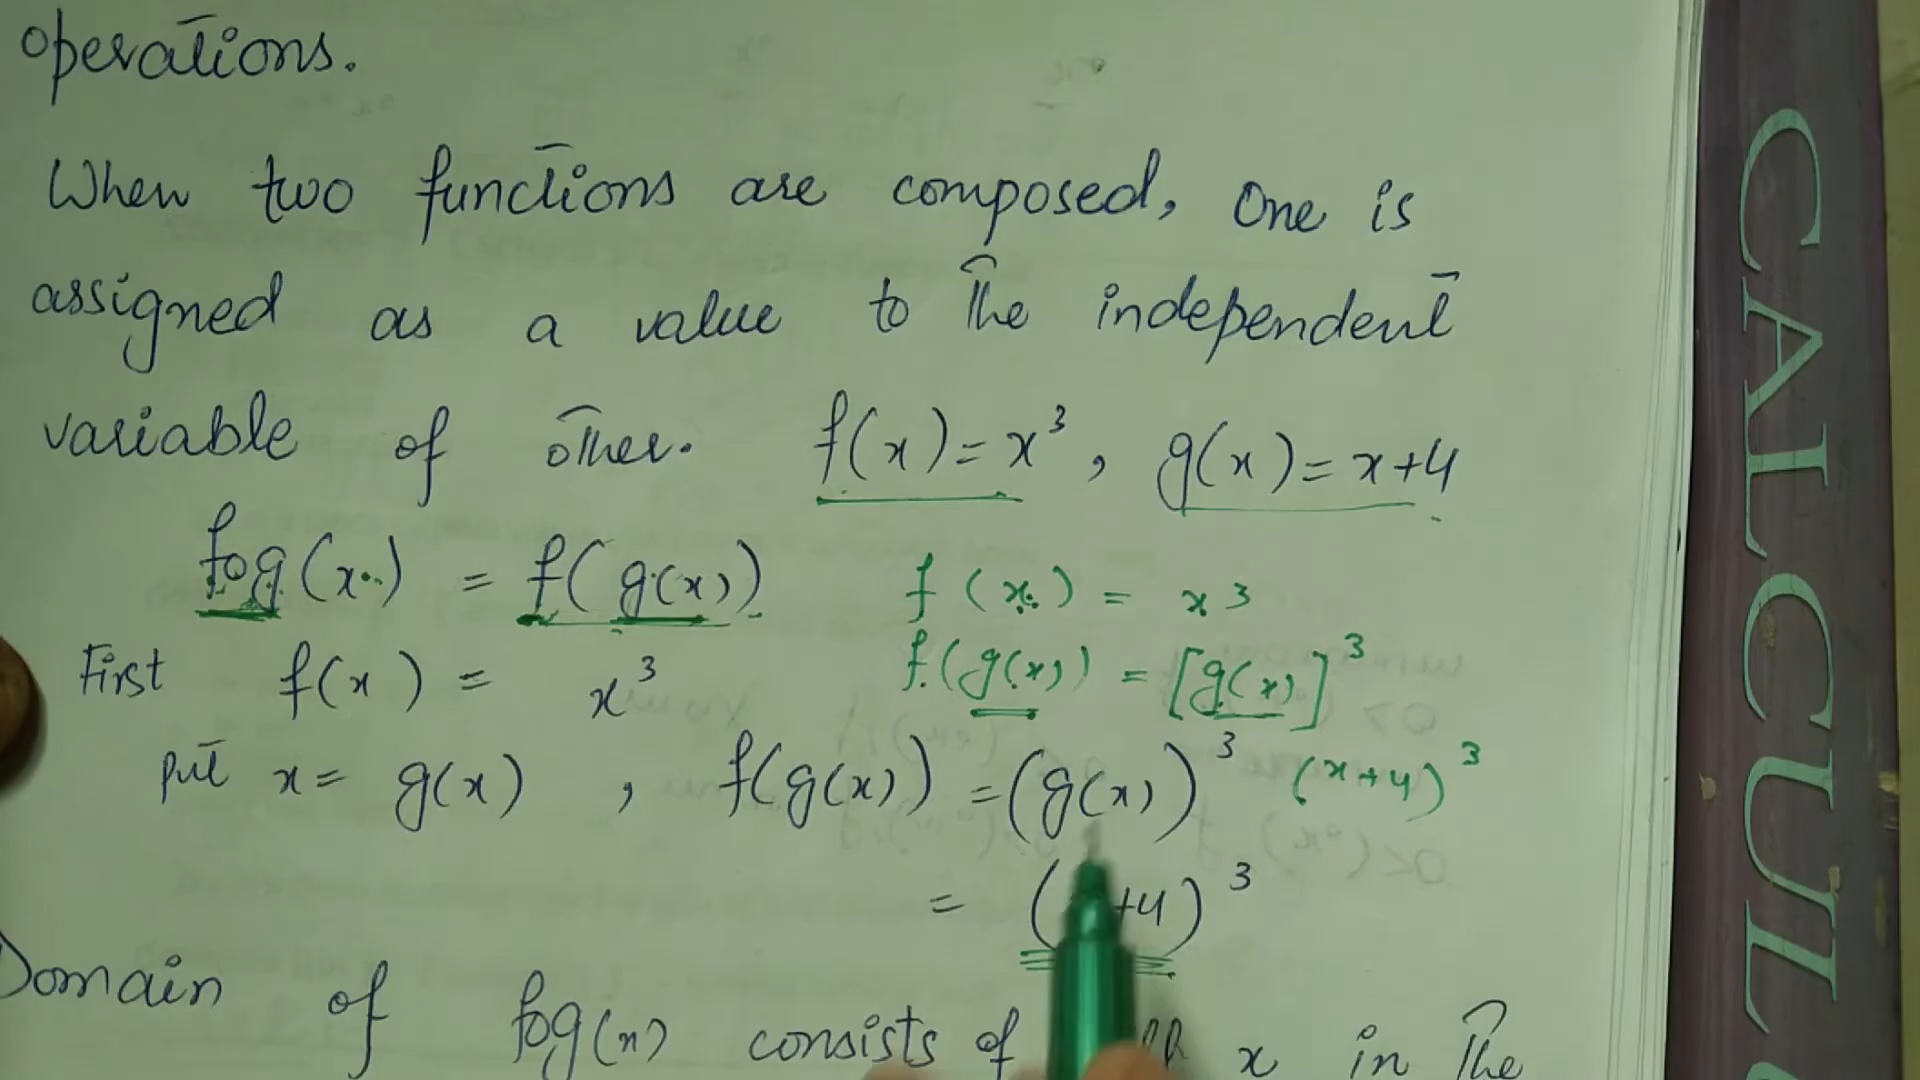 operations.
When two functions are composed, One is
assigned as a value to the independent
variable of other. f(x) = x³, g(x) = x+4
fog(x) = f(g(x)) f(x) = x³
First f(x) = x³ f(g(x)) = [g(x)]³
put x = g(x), f(g(x)) = (g(x))³ (x+4)³
= ( +4)³
Domain of fog(x) consists of x in the
CALCUL